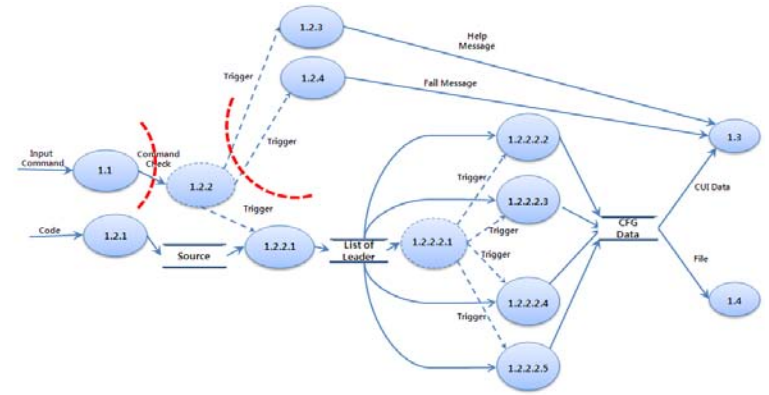 1.2.3
Help
Message
Trigger
1.2.4
Fail Message
Trigger
Input
Command
1.1
Command
Check
1.2.2
1.2.2.2.2
1.3
Trigger
CUI Data
Code
1.2.1
Trigger
1.2.2.2.3
Source
1.2.2.1
List of
Leader
1.2.2.2.1
Trigger
CFG
Data
Trigger
File
1.2.2.2.4
1.4
Trigger
1.2.2.2.5